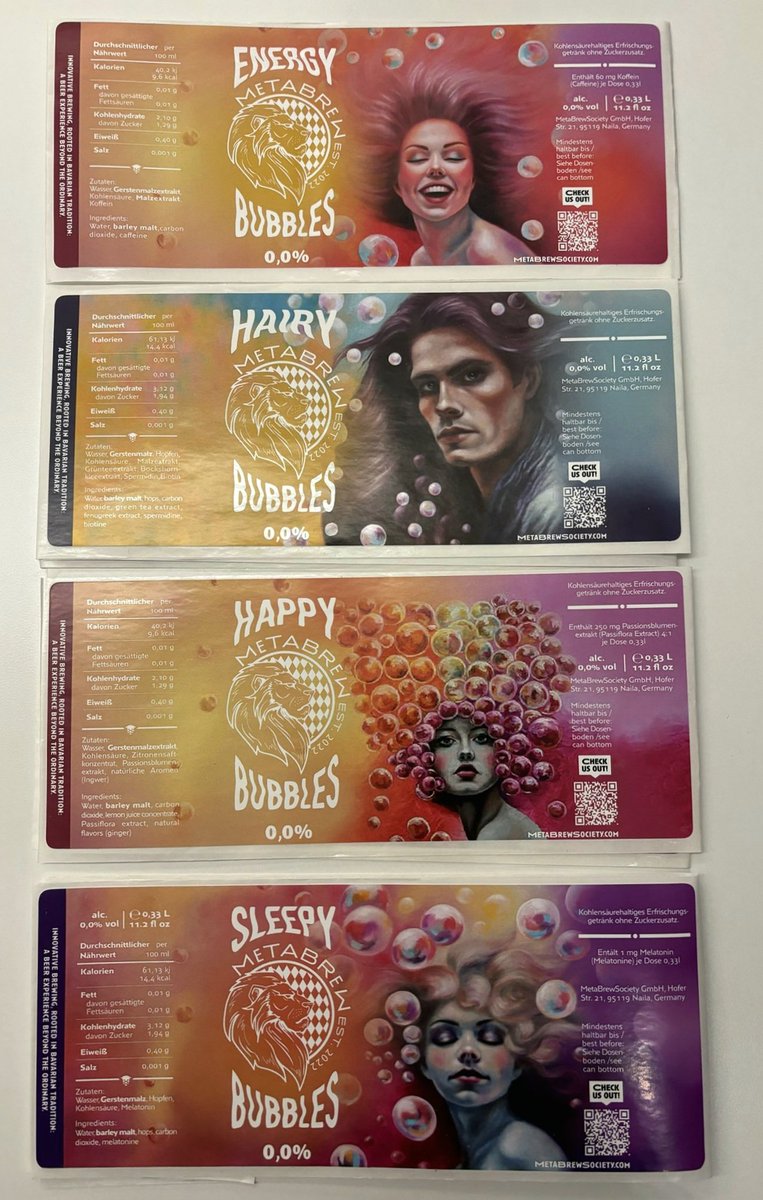 INNOVATIVE BREWING, ROOTED IN BAVARIAN TRADITION:
A BEER EXPERIENCE BEYOND THE ORDINARY.
Durchschnittlicher per
Nährwert 100 ml
Kalorien 40,2 kj
9,6 kcal
Fett 0,01 g
davon gesättigte
Fettsäuren 0,01 g
Kohlenhydrate 2,10 g
davon Zucker 1,29 g
Eiweiß 0,40 g
Salz 0,001 g
Zutaten:
Wasser, Gerstenmalzextrakt,
Kohlensäure, Malzextrakt
Koffein
Ingredients:
Water, barley malt, carbon
dioxide, caffeine
ENERGY
METABREW EST. 2022
BUBBLES
0,0%
Kohlensäurehaltiges Erfrischungs-
getränk ohne Zuckerzusatz.
Enthält 60 mg Koffein
(Caffeine) je Dose 0,33l
alc. ℮ 0,33 L
0,0% vol 11.2 fl oz
MetaBrewSociety GmbH, Hofer
Str. 21, 95119 Naila, Germany
Mindestens
haltbar bis /
best before:
Siehe Dosen-
boden /see
can bottom
CHECK
US OUT!
METABREWSOCIETY.COM
INNOVATIVE BREWING, ROOTED IN BAVARIAN TRADITION:
A BEER EXPERIENCE BEYOND THE ORDINARY.
Durchschnittlicher per
Nährwert 100 ml
Kalorien 61,13 kj
14,4 kcal
Fett 0,01 g
davon gesättigte
Fettsäuren 0,01 g
Kohlenhydrate 3,12 g
davon Zucker 1,94 g
Eiweiß 0,40 g
Salz 0,001 g
Zutaten:
Wasser, Gerstenmalz, Hopfen,
Kohlensäure, Malzextrakt,
Grünteeextrakt, Bockshorn-
kleeextrakt, Spermidin, Biotin
Ingredients:
Water, barley malt, hops, carbon
dioxide, green tea extract,
fenugreek extract, spermidine,
biotine
HAIRY
METABREW EST. 2022
BUBBLES
0,0%
Kohlensäurehaltiges Erfrischungs-
getränk ohne Zuckerzusatz.
alc. ℮ 0,33 L
0,0% vol 11.2 fl oz
MetaBrewSociety GmbH, Hofer
Str. 21, 95119 Naila, Germany
Mindestens
haltbar bis /
best before:
Siehe Dosen-
boden /see
can bottom
CHECK
US OUT!
METABREWSOCIETY.COM
INNOVATIVE BREWING, ROOTED IN BAVARIAN TRADITION:
A BEER EXPERIENCE BEYOND THE ORDINARY.
Durchschnittlicher per
Nährwert 100 ml
Kalorien 40,2 kj
9,6 kcal
Fett 0,01 g
davon gesättigte
Fettsäuren 0,01 g
Kohlenhydrate 2,10 g
davon Zucker 1,29 g
Eiweiß 0,40 g
Salz 0,001 g
Zutaten:
Wasser, Gerstenmalzextrakt,
Kohlensäure, Zitronensaft-
konzentrat, Passionsblumen-
extrakt, natürliche Aromen
(Ingwer)
Ingredients:
Water, barley malt, carbon
dioxide, lemon juice concentrate,
Passiflora extract, natural
flavors (ginger)
HAPPY
METABREW EST. 2022
BUBBLES
0,0%
Kohlensäurehaltiges Erfrischungs-
getränk ohne Zuckerzusatz.
Enthält 250 mg Passionsblumen-
extrakt (Passiflora Extract) 4:1
je Dose 0,33l
alc. ℮ 0,33 L
0,0% vol 11.2 fl oz
MetaBrewSociety GmbH, Hofer
Str. 21, 95119 Naila, Germany
Mindestens
haltbar bis /
best before:
Siehe Dosen-
boden /see
can bottom
CHECK
US OUT!
METABREWSOCIETY.COM
INNOVATIVE BREWING, ROOTED IN BAVARIAN TRADITION:
A BEER EXPERIENCE BEYOND THE ORDINARY.
alc. ℮ 0,33 L
0,0% vol 11.2 fl oz
Durchschnittlicher per
Nährwert 100 ml
Kalorien 61,13 kj
14,4 kcal
Fett 0,01 g
davon gesättigte
Fettsäuren 0,01 g
Kohlenhydrate 3,12 g
davon Zucker 1,94 g
Eiweiß 0,40 g
Salz 0,001 g
Zutaten:
Wasser, Gerstenmalz, Hopfen,
Kohlensäure, Melatonin
Ingredients:
Water, barley malt, hops, carbon
dioxide, melatonine
SLEEPY
METABREW EST. 2022
BUBBLES
0,0%
Kohlensäurehaltiges Erfrischungs-
getränk ohne Zuckerzusatz.
Entält 1 mg Melatonin
(Melatonine) je Dose 0,33l
MetaBrewSociety GmbH, Hofer
Str. 21, 95119 Naila, Germany
Mindestens
haltbar bis /
best before:
Siehe Dosen-
boden /see
can bottom
CHECK
US OUT!
METABREWSOCIETY.COM